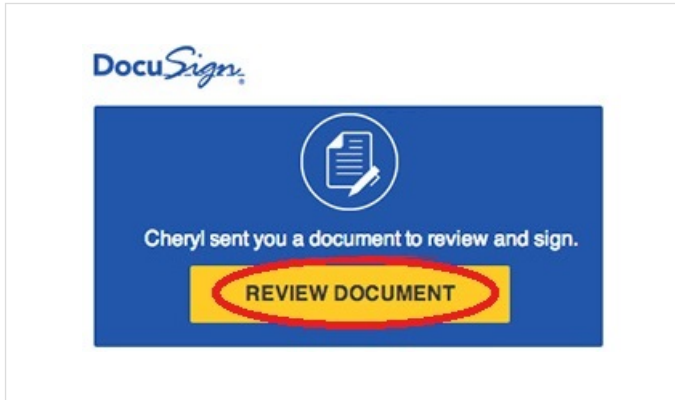 DocuSign
Cheryl sent you a document to review and sign.
REVIEW DOCUMENT